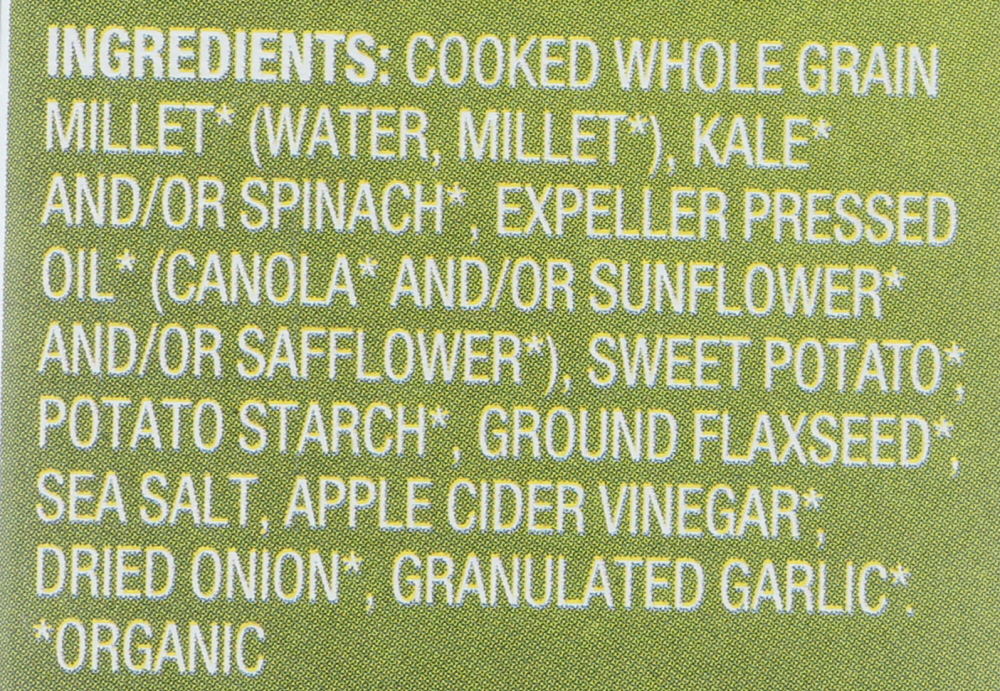 INGREDIENTS: COOKED WHOLE GRAIN
MILLET* (WATER, MILLET*), KALE*
AND/OR SPINACH*, EXPELLER PRESSED
OIL* (CANOLA* AND/OR SUNFLOWER*
AND/OR SAFFLOWER*), SWEET POTATO*,
POTATO STARCH*, GROUND FLAXSEED*,
SEA SALT, APPLE CIDER VINEGAR*,
DRIED ONION*, GRANULATED GARLIC*.
*ORGANIC